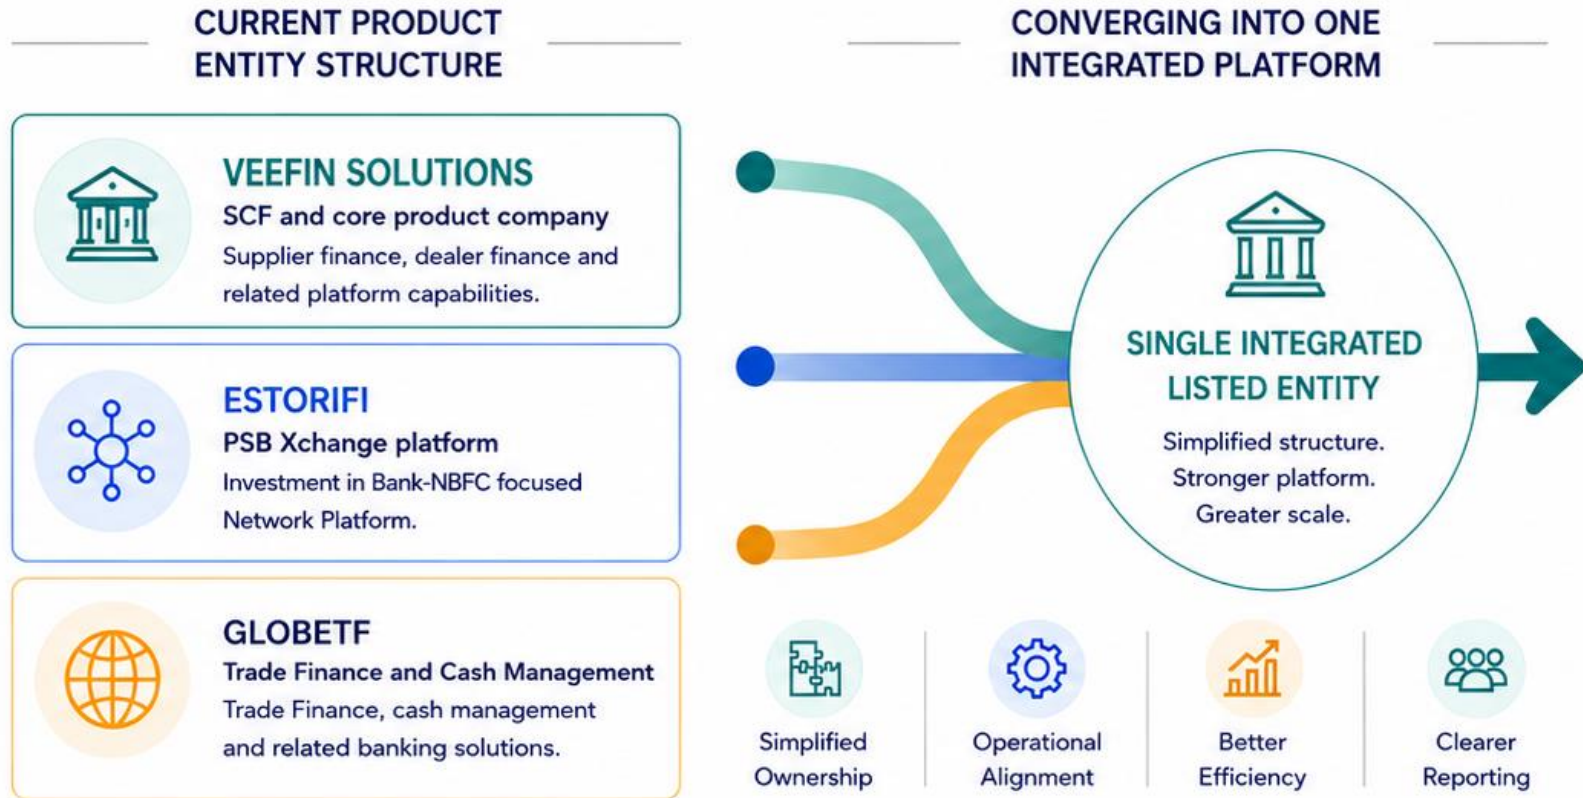 CURRENT PRODUCT
ENTITY STRUCTURE
VEEFIN SOLUTIONS
SCF and core product company
Supplier finance, dealer finance and
related platform capabilities.
ESTORIFI
PSB Xchange platform
Investment in Bank-NBFC focused
Network Platform.
GLOBETF
Trade Finance and Cash Management
Trade Finance, cash management
and related banking solutions.
CONVERGING INTO ONE
INTEGRATED PLATFORM
SINGLE INTEGRATED
LISTED ENTITY
Simplified structure.
Stronger platform.
Greater scale.
Simplified
Ownership
Operational
Alignment
Better
Efficiency
Clearer
Reporting